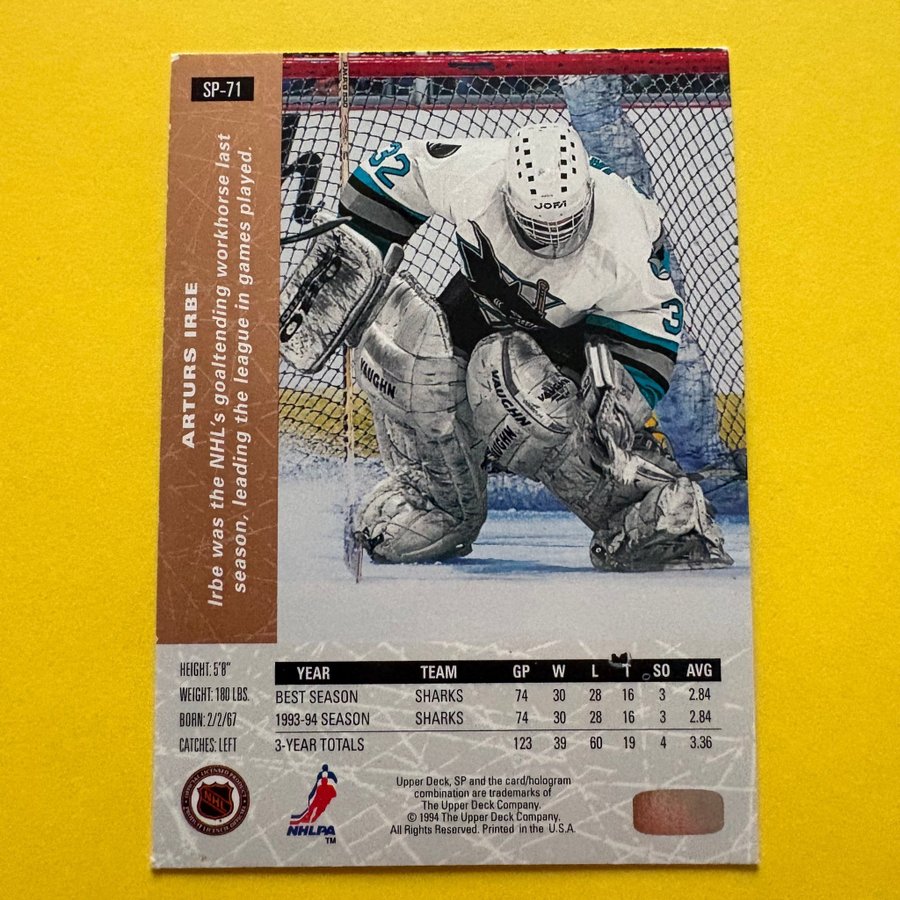 SP-71
ARTURS IRBE
Irbe was the NHL's goaltending workhorse last
season, leading the league in games played.
32
JOFA
3
VAUGHN
VAUGHN
VAUGHN
HEIGHT: 5'8"
WEIGHT: 180 LBS.
BORN: 2/2/67
CATCHES: LEFT
YEAR TEAM GP W L T SO AVG
BEST SEASON SHARKS 74 30 28 16 3 2.84
1993-94 SEASON SHARKS 74 30 28 16 3 2.84
3-YEAR TOTALS 123 39 60 19 4 3.36
NHL
NHLPA
TM
Upper Deck, SP and the card/hologram
combination are trademarks of
The Upper Deck Company.
© 1994 The Upper Deck Company.
All Rights Reserved. Printed in the U.S.A.